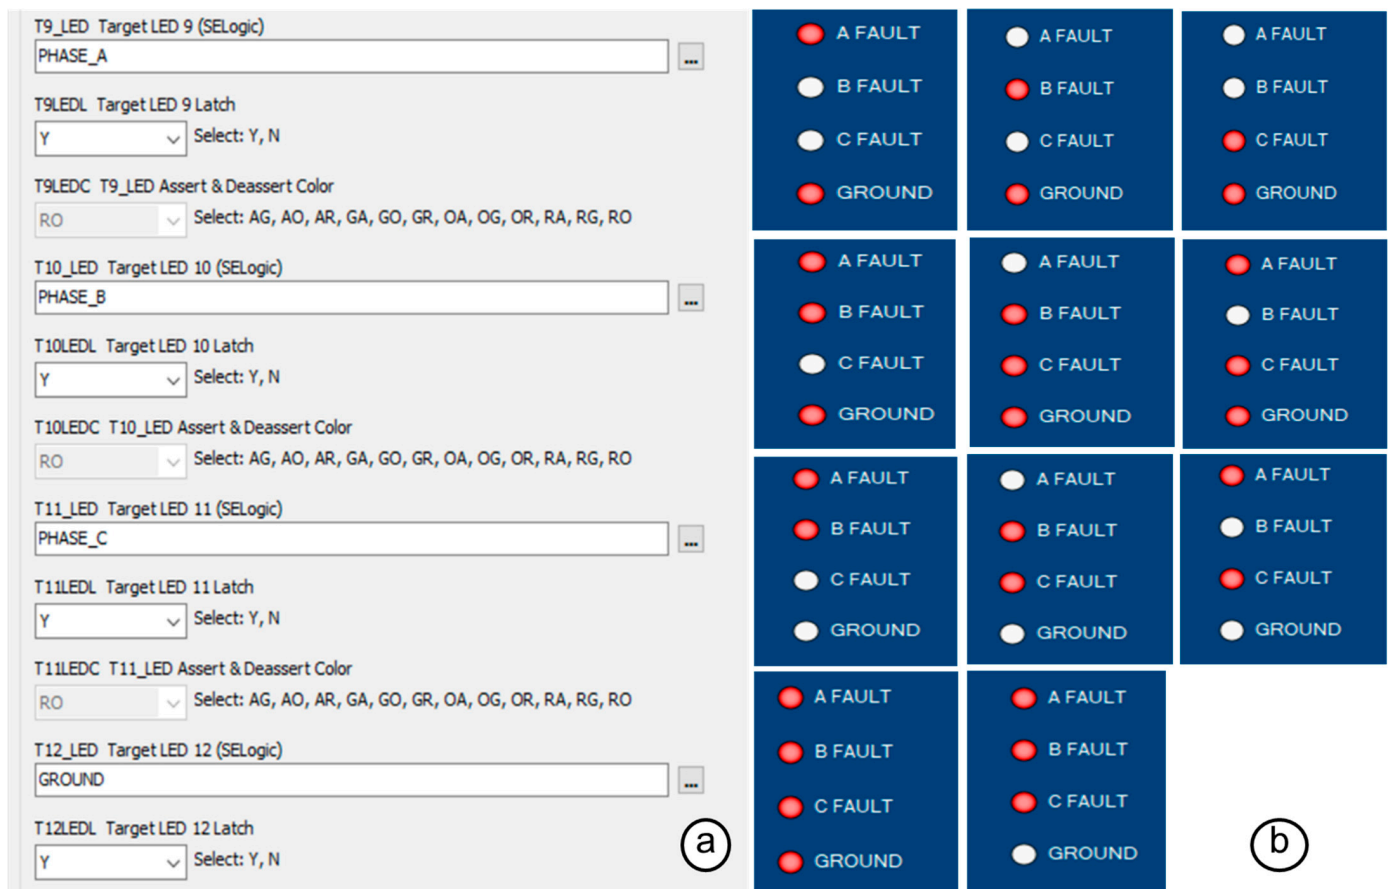 T9_LED Target LED 9 (SELogic)
PHASE_A
...
T9LEDL Target LED 9 Latch
Y
Select: Y, N
T9LEDC T9_LED Assert & Deassert Color
RO
Select: AG, AO, AR, GA, GO, GR, OA, OG, OR, RA, RG, RO
T10_LED Target LED 10 (SELogic)
PHASE_B
...
T10LEDL Target LED 10 Latch
Y
Select: Y, N
T10LEDC T10_LED Assert & Deassert Color
RO
Select: AG, AO, AR, GA, GO, GR, OA, OG, OR, RA, RG, RO
T11_LED Target LED 11 (SELogic)
PHASE_C
...
T11LEDL Target LED 11 Latch
Y
Select: Y, N
T11LEDC T11_LED Assert & Deassert Color
RO
Select: AG, AO, AR, GA, GO, GR, OA, OG, OR, RA, RG, RO
T12_LED Target LED 12 (SELogic)
GROUND
...
T12LEDL Target LED 12 Latch
Y
Select: Y, N
a
A FAULT
B FAULT
C FAULT
GROUND
A FAULT
B FAULT
C FAULT
GROUND
A FAULT
B FAULT
C FAULT
GROUND
A FAULT
B FAULT
C FAULT
GROUND
A FAULT
B FAULT
C FAULT
GROUND
A FAULT
B FAULT
C FAULT
GROUND
A FAULT
B FAULT
C FAULT
GROUND
A FAULT
B FAULT
C FAULT
GROUND
A FAULT
B FAULT
C FAULT
GROUND
A FAULT
B FAULT
C FAULT
GROUND
A FAULT
B FAULT
C FAULT
GROUND
b